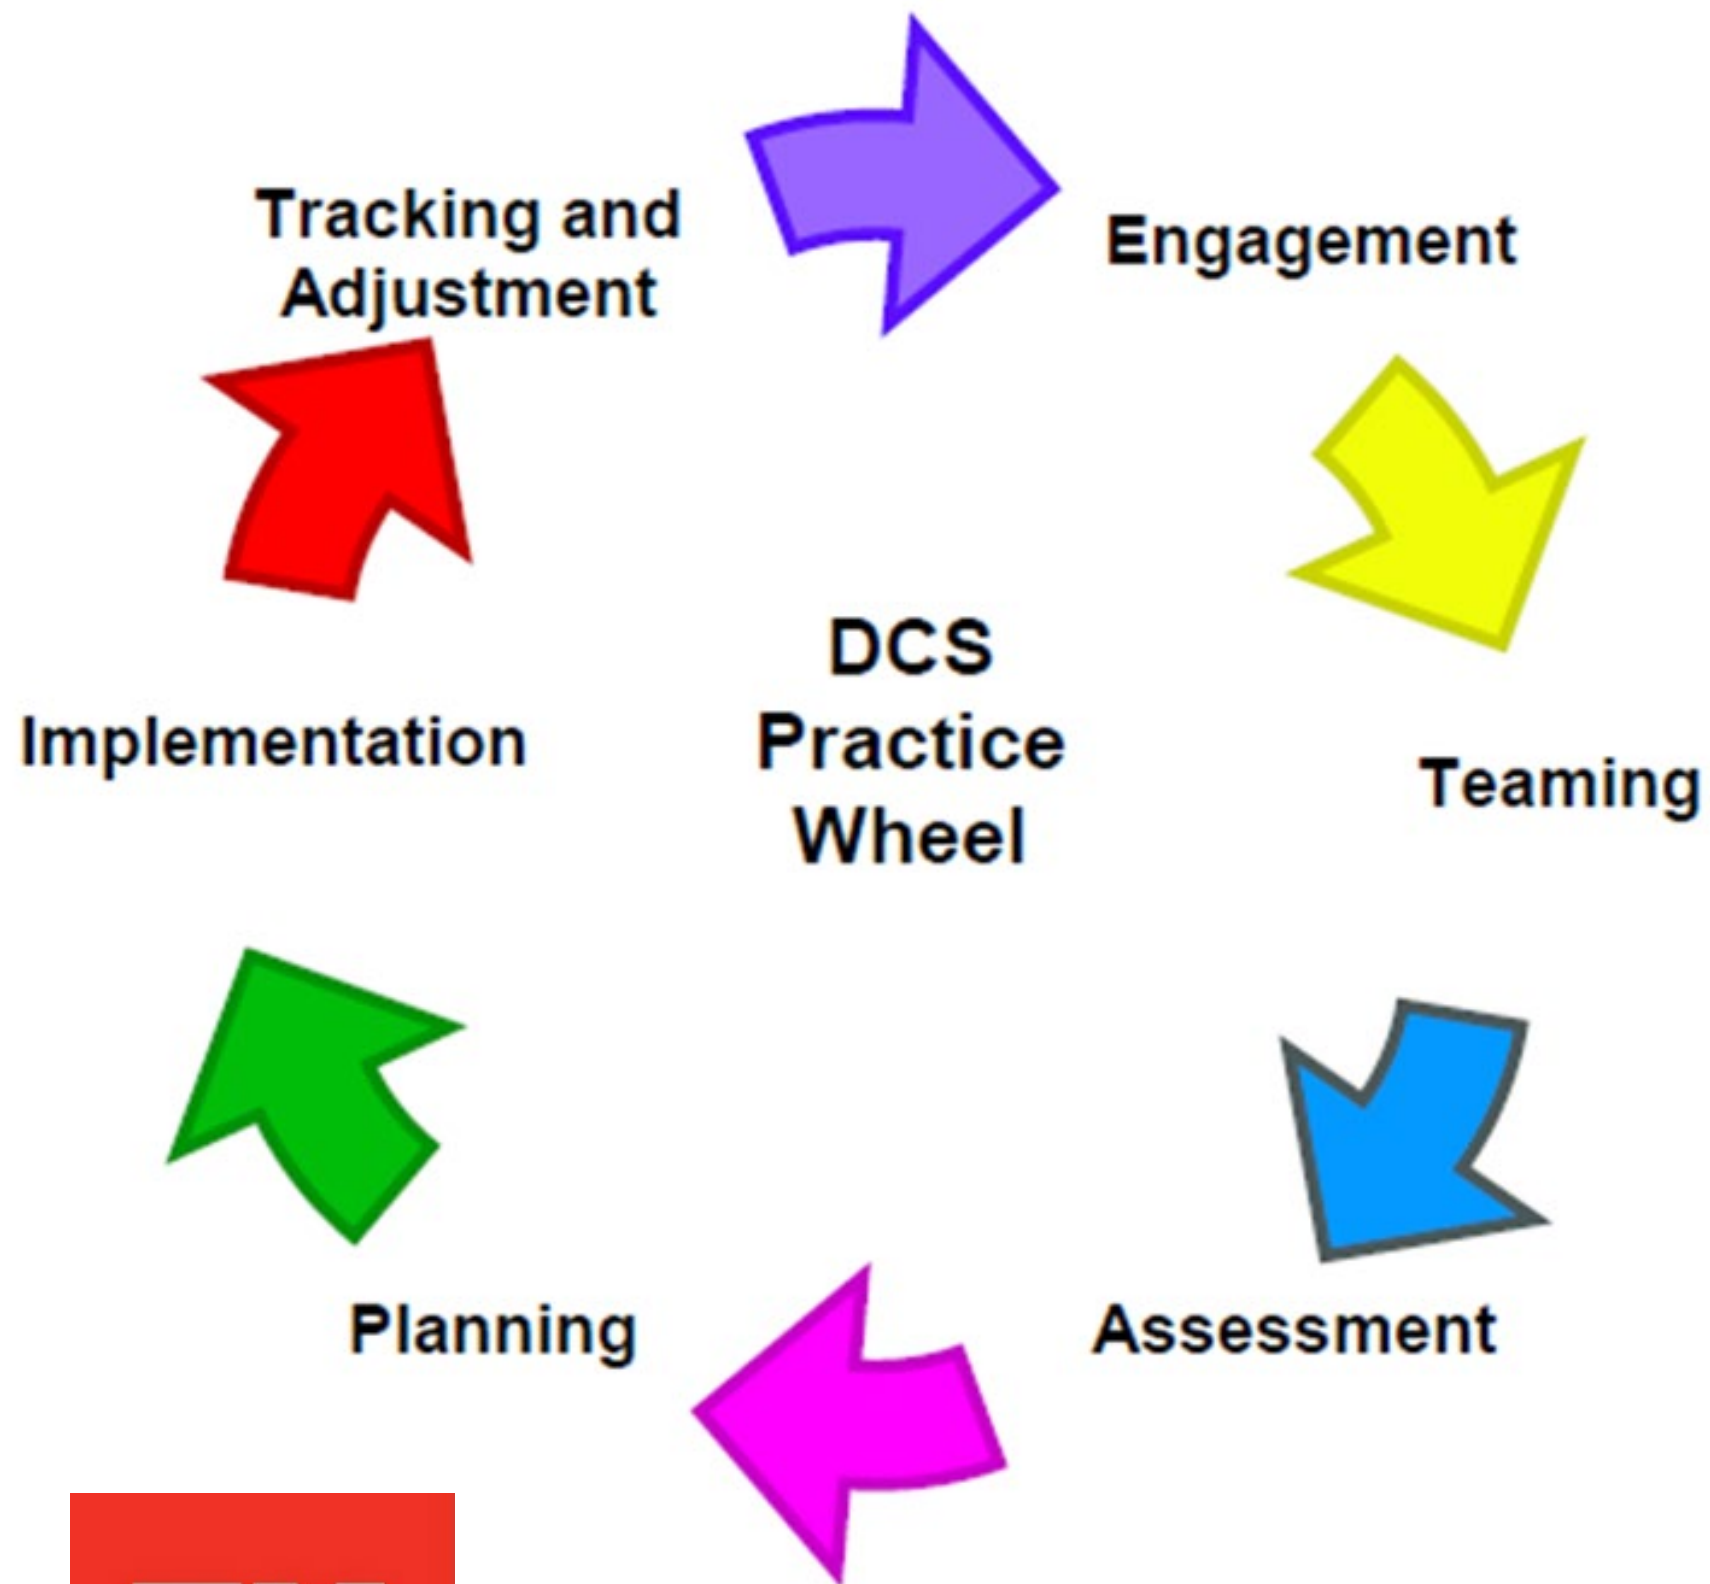 Tracking and
Adjustment
Engagement
DCS
Practice
Wheel
Implementation
Teaming
Planning
Assessment